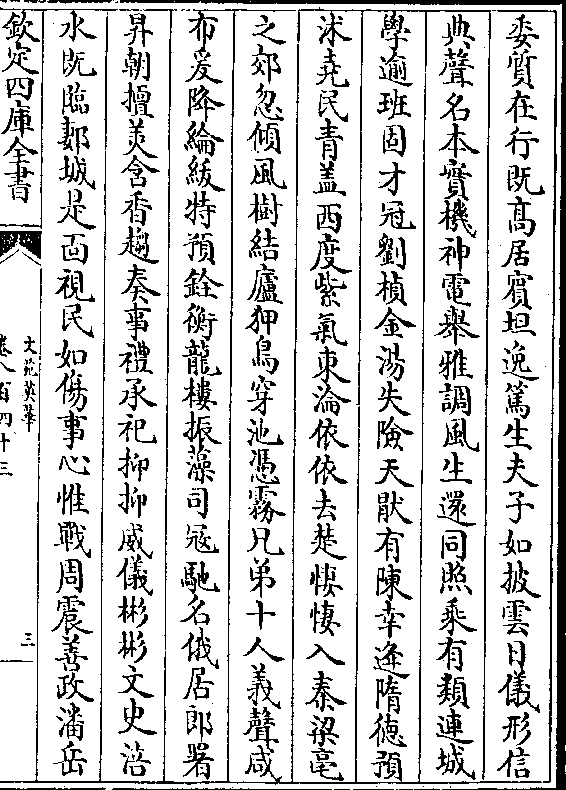 委質在行既髙居賔坦逸篤生夫子如披雲日儀形信
典聲名本實機神電舉雅調風生還同照乘有類連城
學逾班固才冠劉楨金湯失險天猒有陳幸逢隋徳預
沭堯民青蓋西度紫氣東淪依依去楚悽悽入秦梁亳
之郊忽傾風樹結廬狎鳥穿池憑霧兄弟十人義聲咸
布爰降綸紱特預銓衡龍樓振藻司冦馳名俄居郎署
昇朝擅美含香趨奏事禮承祀抑抑威儀彬彬文史涖
水既臨鄴城是面視民如傷事心惟戰周震善政潘岳
欽定四庫全書
文苑英華
卷八百四十三
三